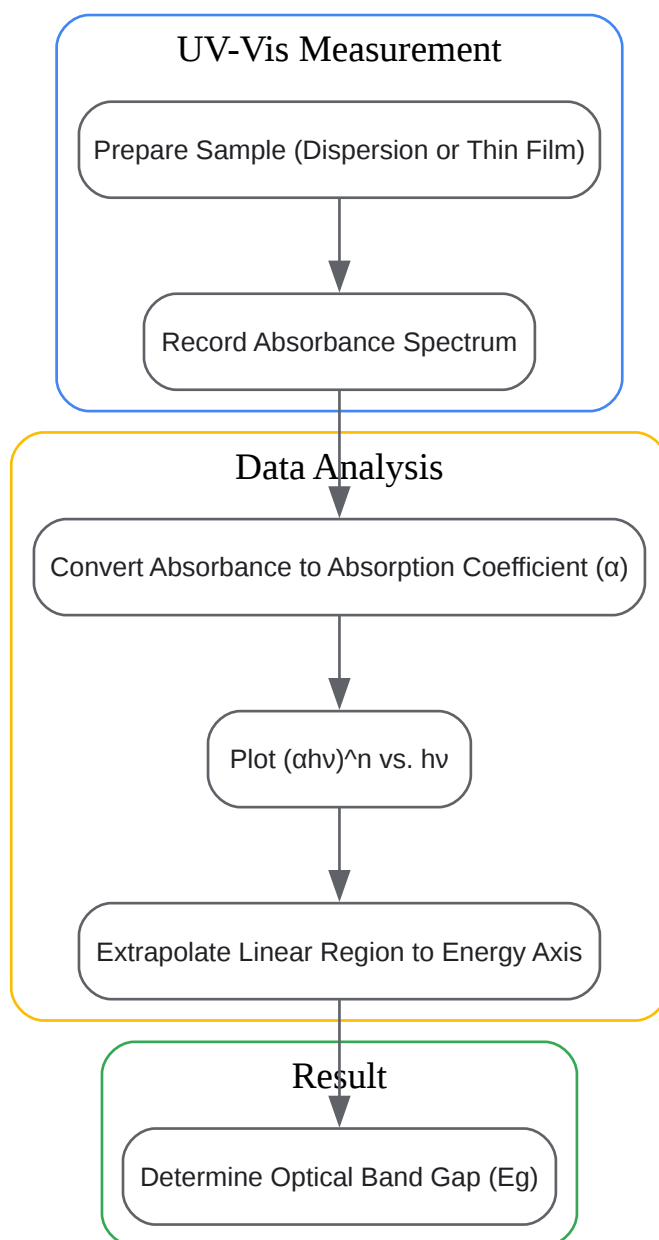 UV-Vis Measurement
Prepare Sample (Dispersion or Thin Film)
Record Absorbance Spectrum
Data Analysis
Convert Absorbance to Absorption Coefficient (α)
Plot (αhν)^n vs. hν
Extrapolate Linear Region to Energy Axis
Result
Determine Optical Band Gap (Eg)